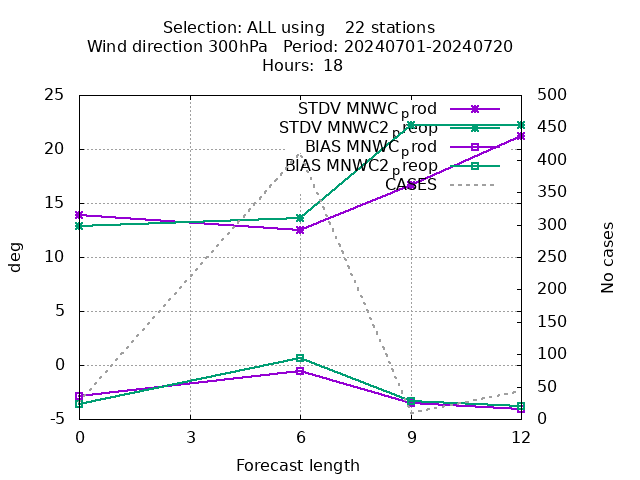 Selection: ALL using    22 stations
Wind direction 300hPa   Period: 20240701-20240720
Hours:  18
STDV MNWC_prod
STDV MNWC2_preop
BIAS MNWC_prod
BIAS MNWC2_preop
CASES
25
20
15
10
5
0
-5
deg
500
450
400
350
300
250
200
150
100
50
0
No cases
0 3 6 9 12
Forecast length